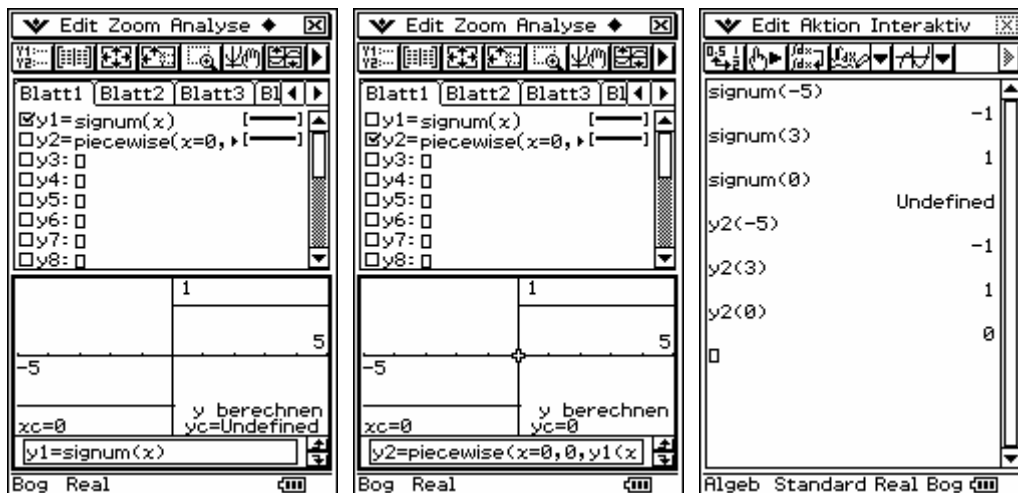 Edit Zoom Analyse
Y1:--- Y2:---
Blatt1 Blatt2 Blatt3 Bl
y1=signum(x) [—]
y2=piecewise(x=0, [—]
y3:
y4:
y5:
y6:
y7:
y8:
1
5
-5
y berechnen
xc=0 yc=Undefined
y1=signum(x)
Bog Real
Edit Zoom Analyse
Y1:--- Y2:---
Blatt1 Blatt2 Blatt3 Bl
y1=signum(x) [—]
y2=piecewise(x=0, [—]
y3:
y4:
y5:
y6:
y7:
y8:
1
5
-5
y berechnen
xc=0 yc=0
y2=piecewise(x=0,0,y1(x
Bog Real
Edit Aktion Interaktiv
signum(-5)
-1
signum(3)
1
signum(0)
Undefined
y2(-5)
-1
y2(3)
1
y2(0)
0
Algeb Standard Real Bog